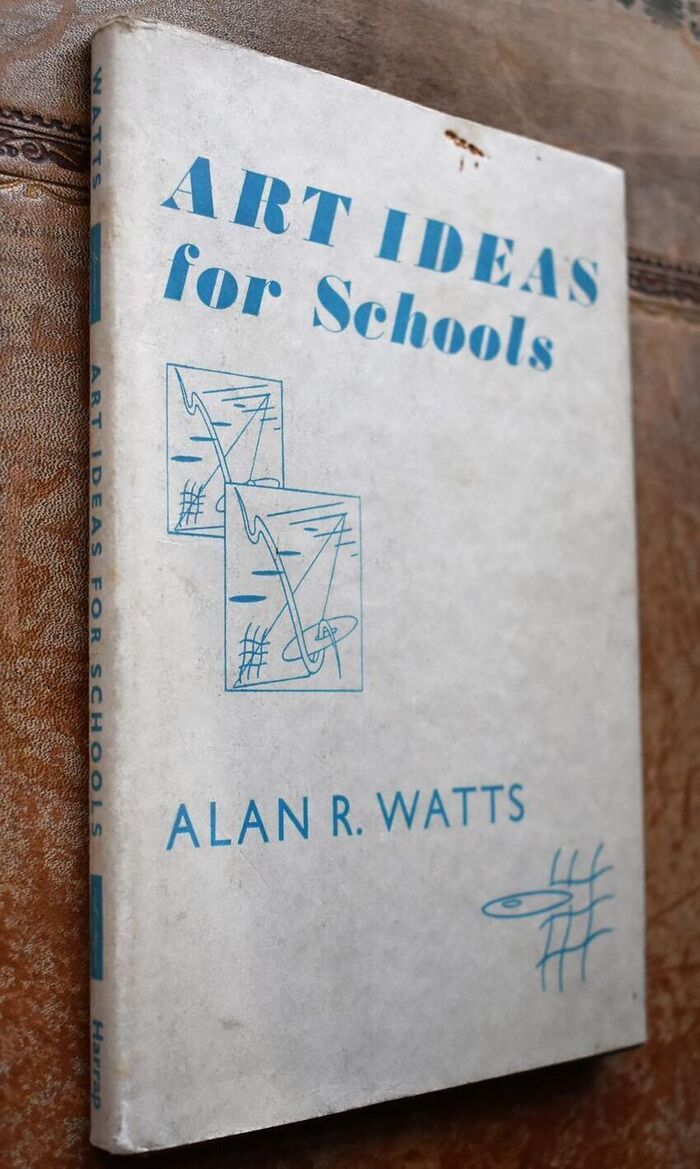 ART IDEAS
for Schools
ALAN R. WATTS
WATTS
ART IDEAS FOR SCHOOLS
Harrap